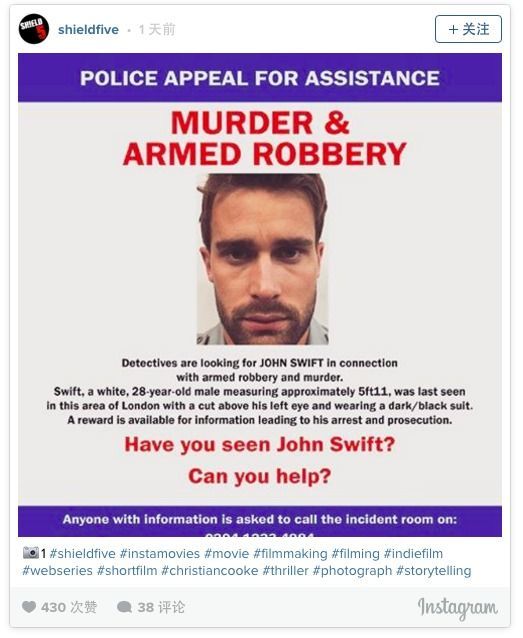 SHIELD 5
shieldfive • 1天前
+ 关注
POLICE APPEAL FOR ASSISTANCE
MURDER &
ARMED ROBBERY
Detectives are looking for JOHN SWIFT in connection
with armed robbery and murder.
Swift, a white, 28-year-old male measuring approximately 5ft11, was last seen
in this area of London with a cut above his left eye and wearing a dark/black suit.
A reward is available for information leading to his arrest and prosecution.
Have you seen John Swift?
Can you help?
Anyone with information is asked to call the incident room on:
1 #shieldfive #instamovies #movie #filmmaking #filming #indiefilm
#webseries #shortfilm #christiancooke #thriller #photograph #storytelling
430 次赞 38 评论
Instagram